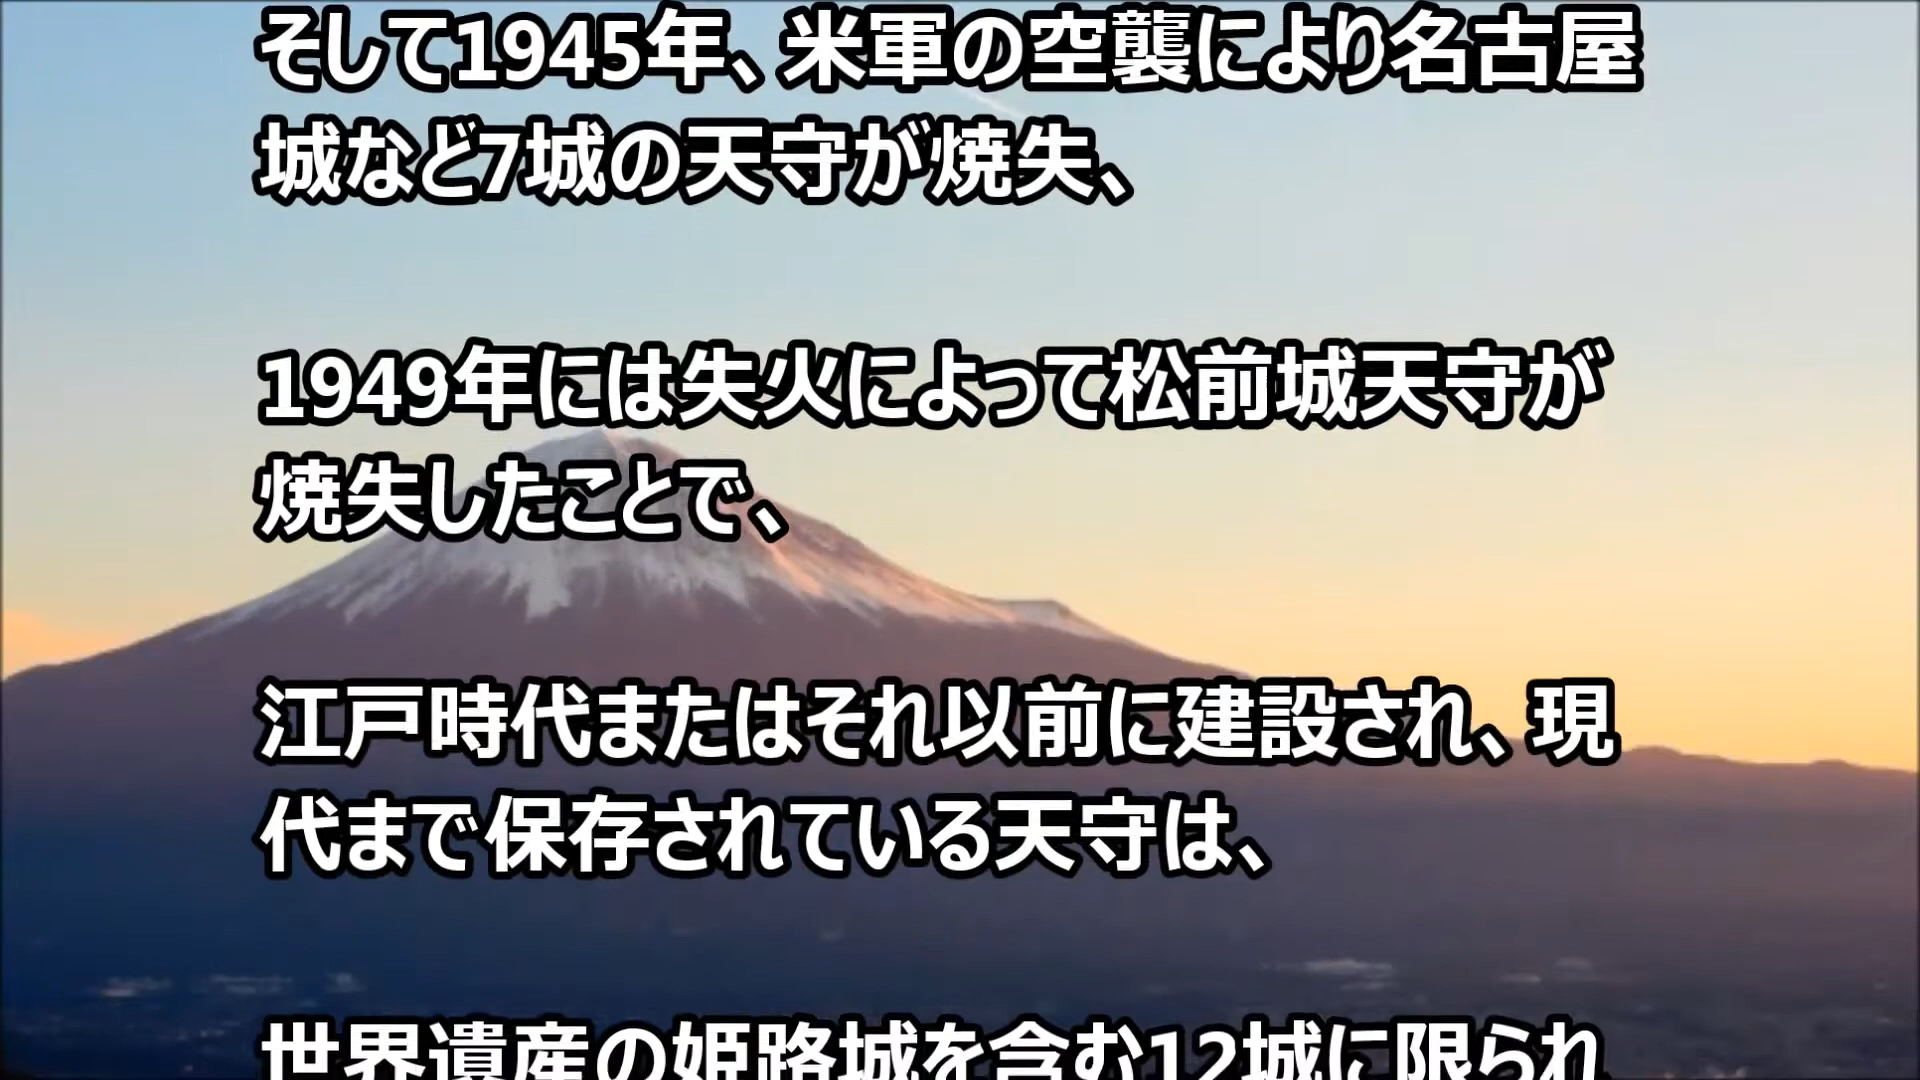 そして1945年、米軍の空襲により名古屋
城など7城の天守が焼失、
1949年には失火によって松前城天守が
焼失したことで、
江戸時代またはそれ以前に建設され、現
代まで保存されている天守は、
世界遺産の姫路城を含む12城に限られ